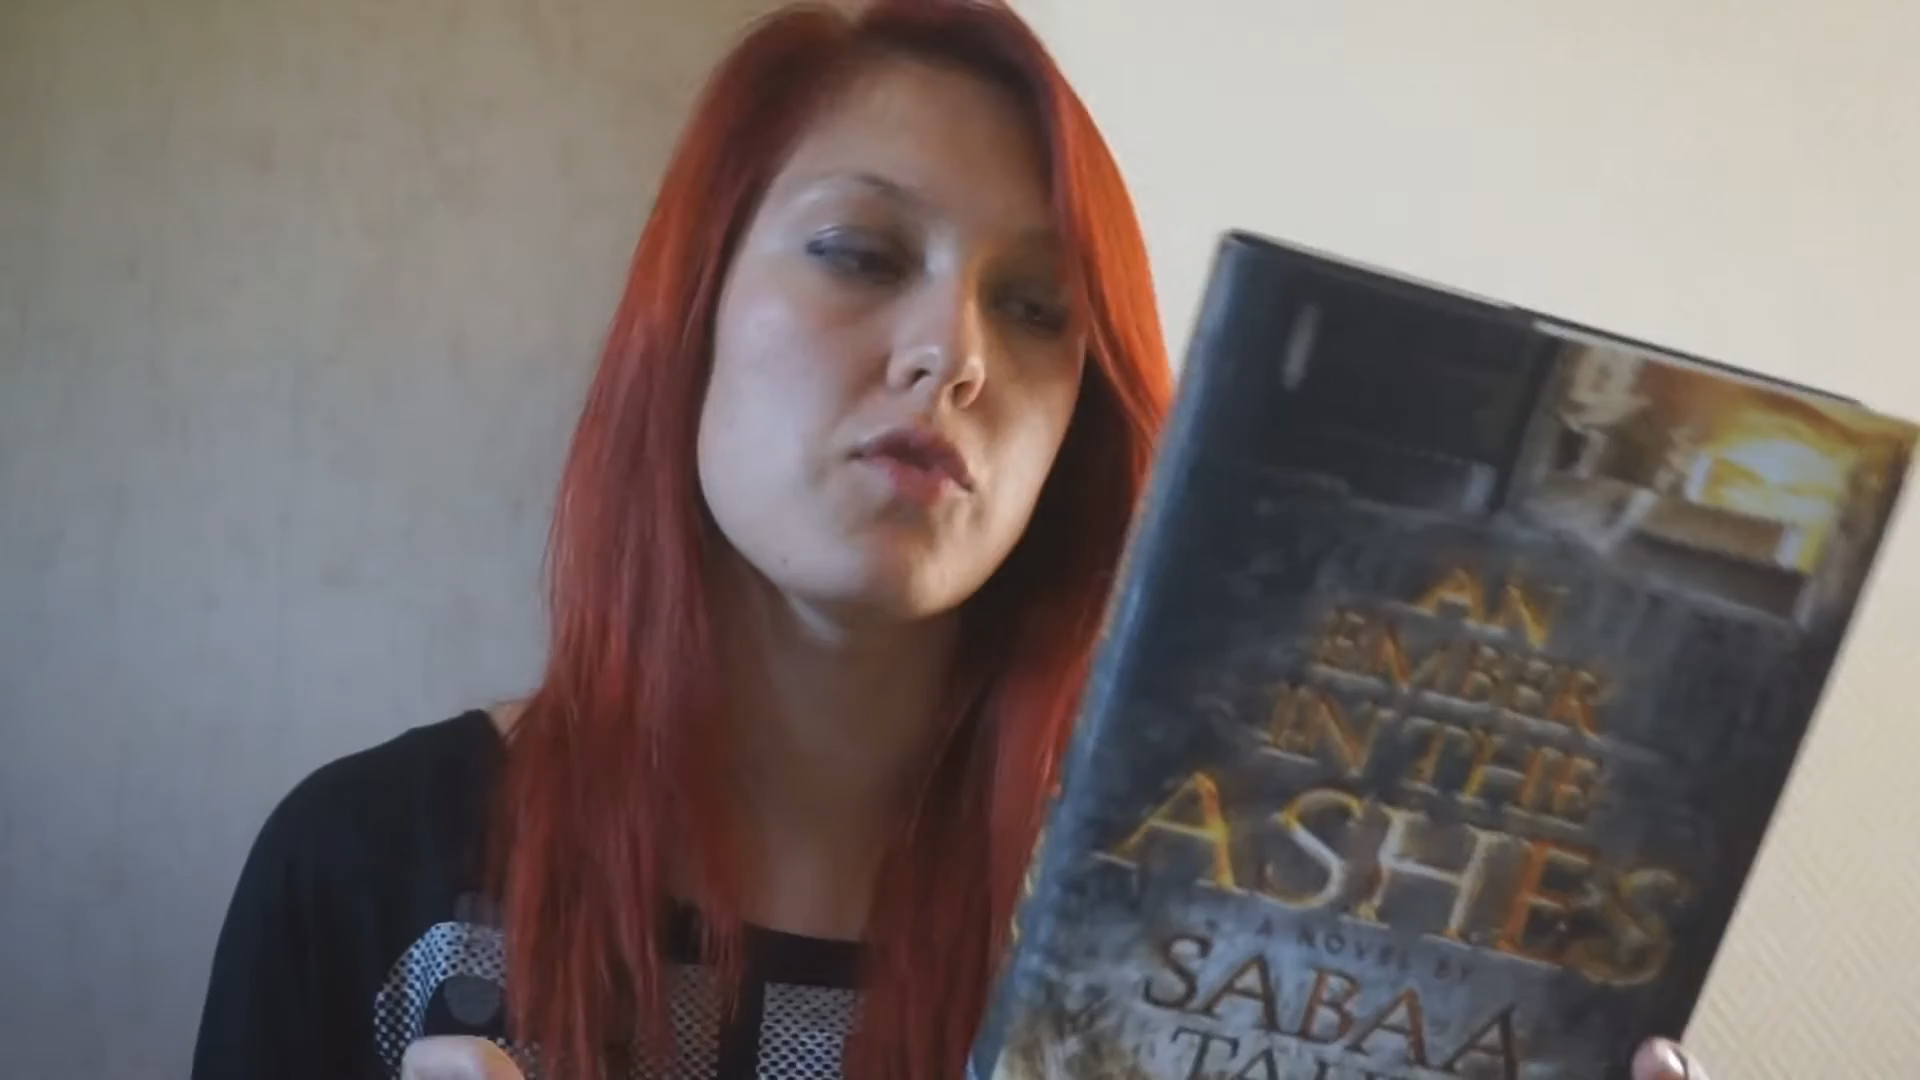 AN
EMBER
IN THE
ASHES
A NOVEL BY
SABAA